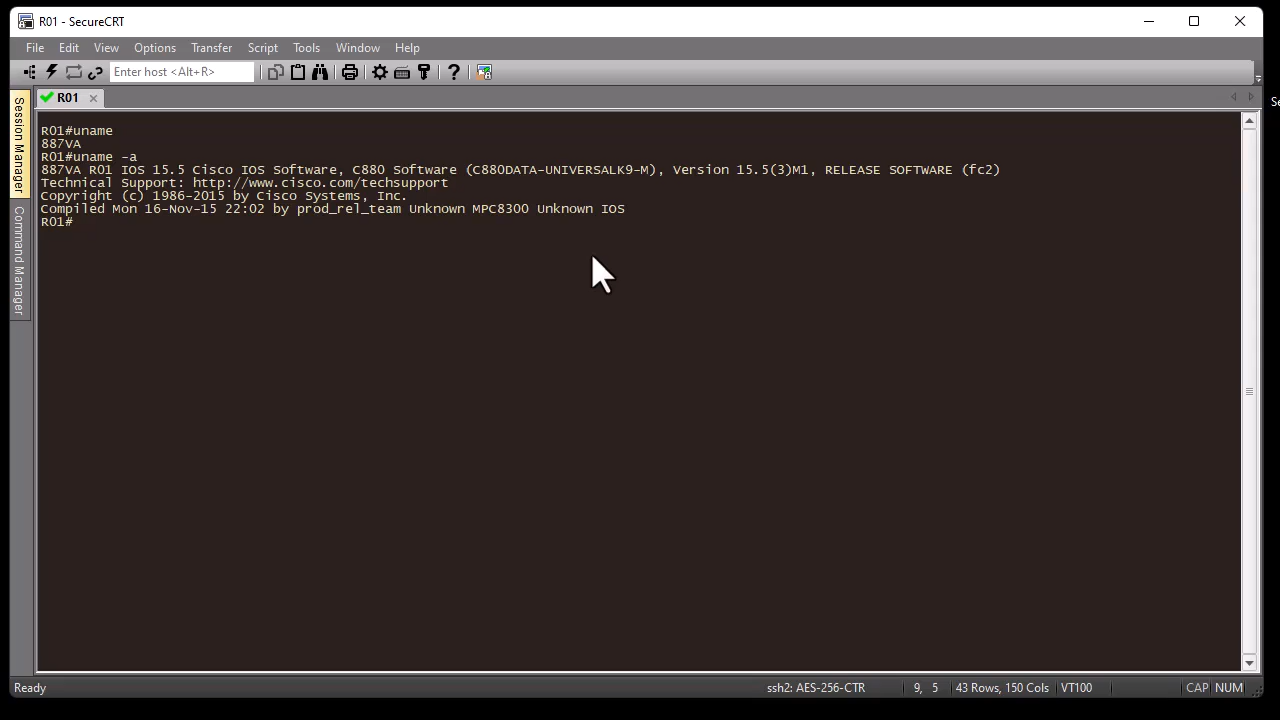 R01 - SecureCRT
File Edit View Options Transfer Script Tools Window Help
Enter host <Alt+R>
R01
Session Manager
Command Manager
R01#uname
887VA
R01#uname -a
887VA R01 IOS 15.5 Cisco IOS Software, C880 Software (C880DATA-UNIVERSALK9-M), Version 15.5(3)M1, RELEASE SOFTWARE (fc2)
Technical Support: http://www.cisco.com/techsupport
Copyright (c) 1986-2015 by Cisco Systems, Inc.
Compiled Mon 16-Nov-15 22:02 by prod_rel_team Unknown MPC8300 Unknown IOS
R01#
Ready ssh2: AES-256-CTR 9, 5 43 Rows, 150 Cols VT100 CAP NUM